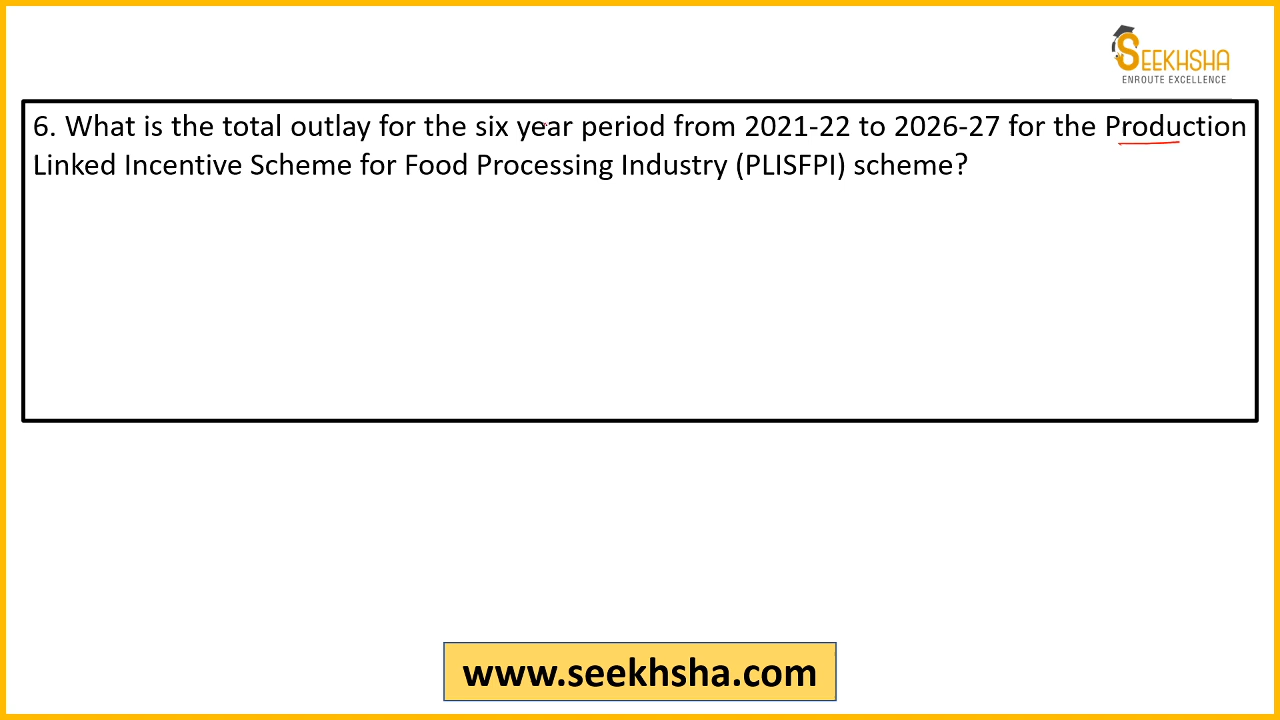 SEEKHSHA
ENROUTE EXCELLENCE
6. What is the total outlay for the six year period from 2021-22 to 2026-27 for the Production
Linked Incentive Scheme for Food Processing Industry (PLISFPI) scheme?
www.seekhsha.com